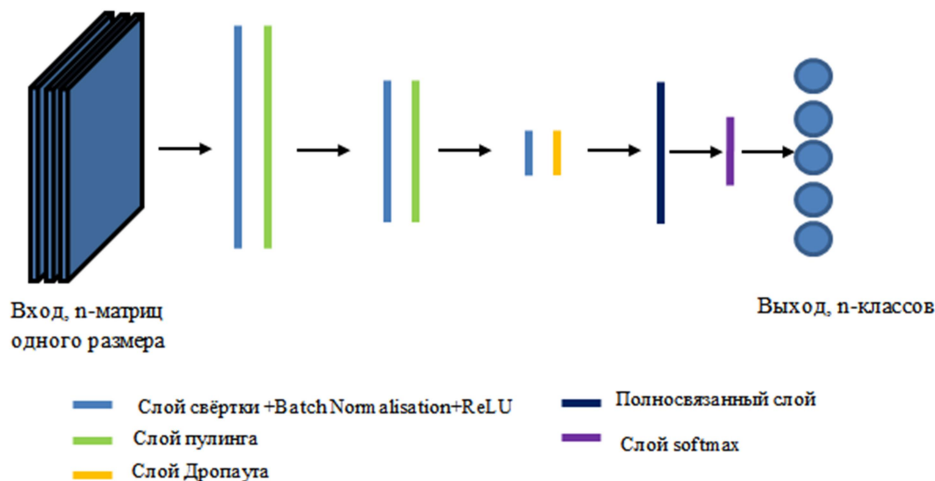 Вход, n-матриц
одного размера
Выход, n-классов
Слой свёртки +Batch Normalisation+ReLU
Слой пулинга
Слой Дропаута
Полносвязанный слой
Слой softmax